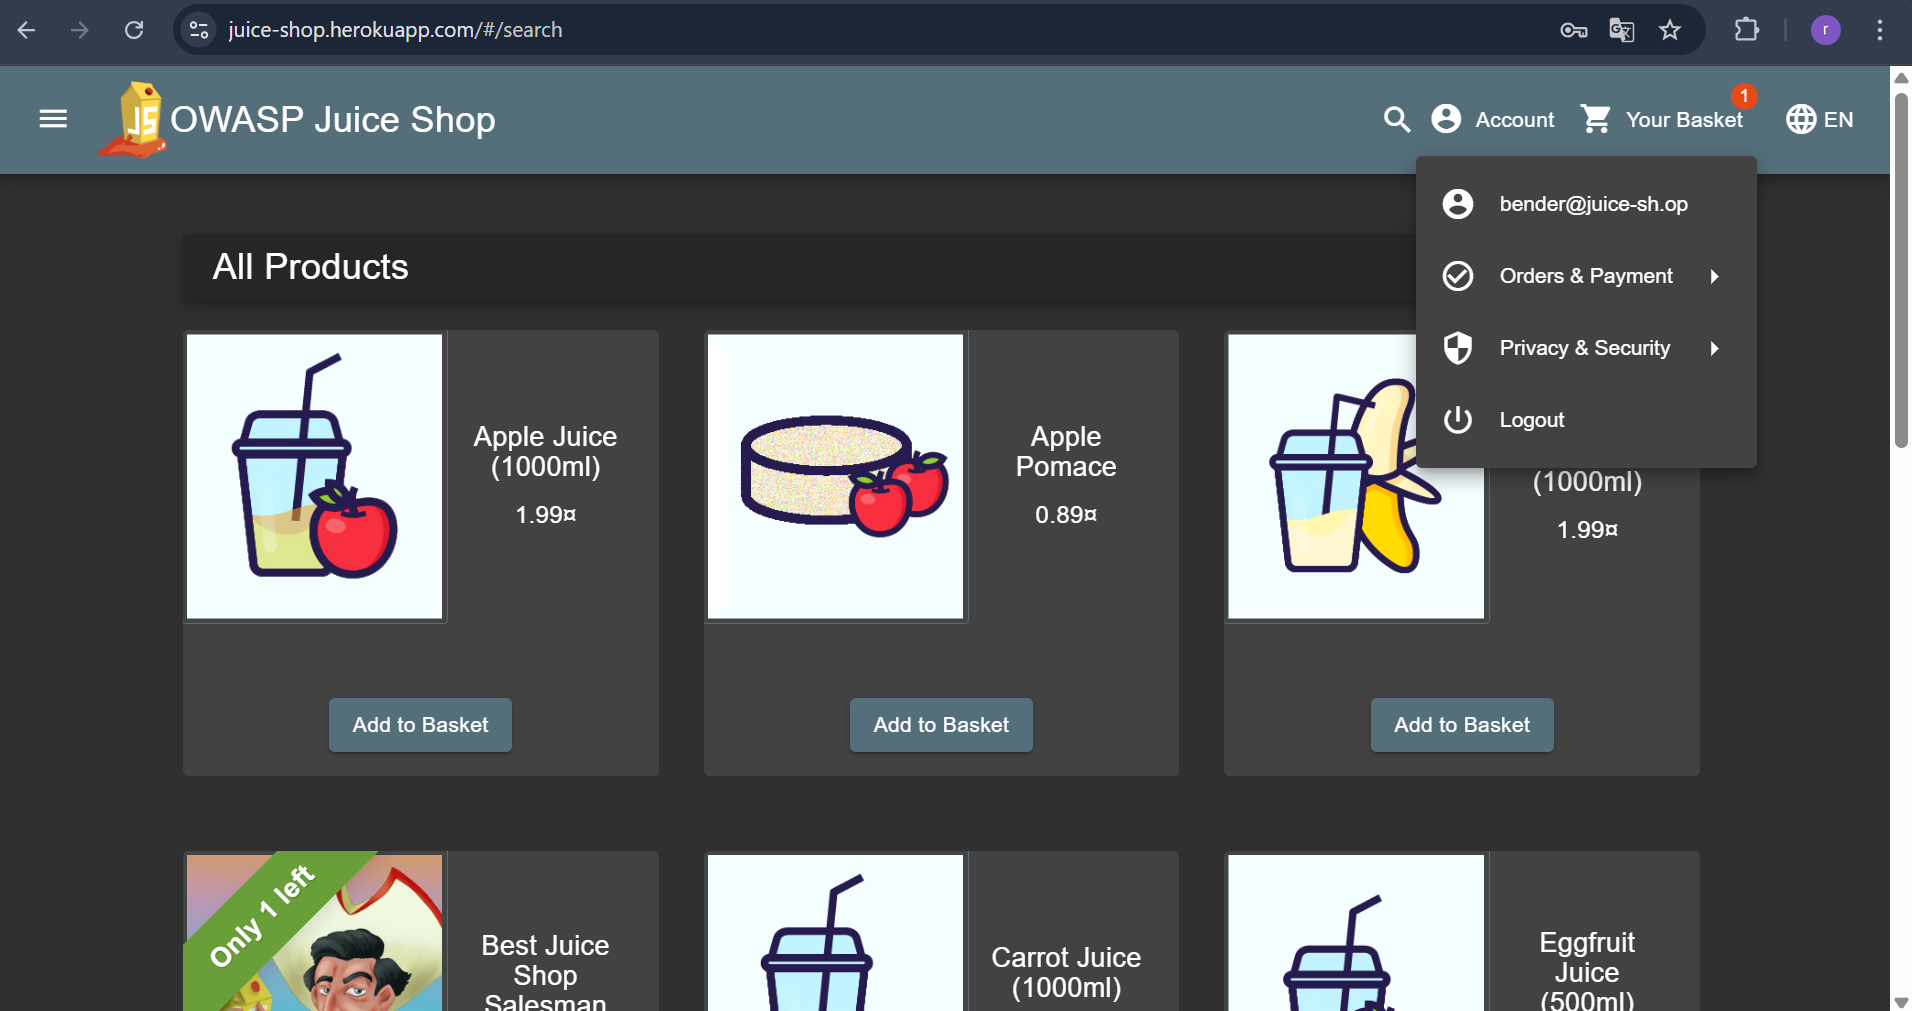 juice-shop.herokuapp.com/#/search
r
OWASP Juice Shop
Account
Your Basket
1
EN
bender@juice-sh.op
Orders & Payment
Privacy & Security
Logout
All Products
Apple Juice
(1000ml)
1.99¤
Add to Basket
Apple
Pomace
0.89¤
Add to Basket
(1000ml)
1.99¤
Add to Basket
Only 1 left
Best Juice
Shop
Salesman
Carrot Juice
(1000ml)
Eggfruit
Juice
(500ml)